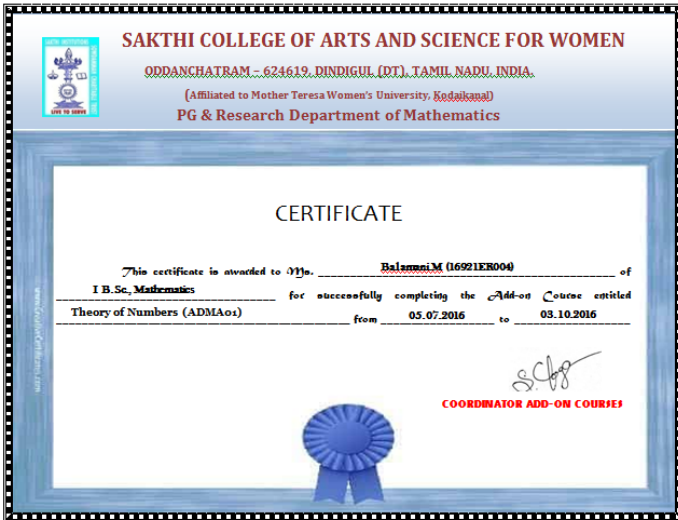 SAKTHI COLLEGE OF ARTS AND SCIENCE FOR WOMEN
ODDANCHATRAM – 624619, DINDIGUL (DT), TAMIL NADU, INDIA.
(Affiliated to Mother Teresa Women's University, Kodaikanal)
PG & Research Department of Mathematics
LIVE TO SERVE
CERTIFICATE
This certificate is awarded to Ms. Balamani.M (16921ER004) of
I B.Sc., Mathematics for successfully completing the Add-on Course entitled
Theory of Numbers (ADMA01) from 05.07.2016 to 03.10.2016
COORDINATOR ADD-ON COURSES
www.CreativeCertificates.com